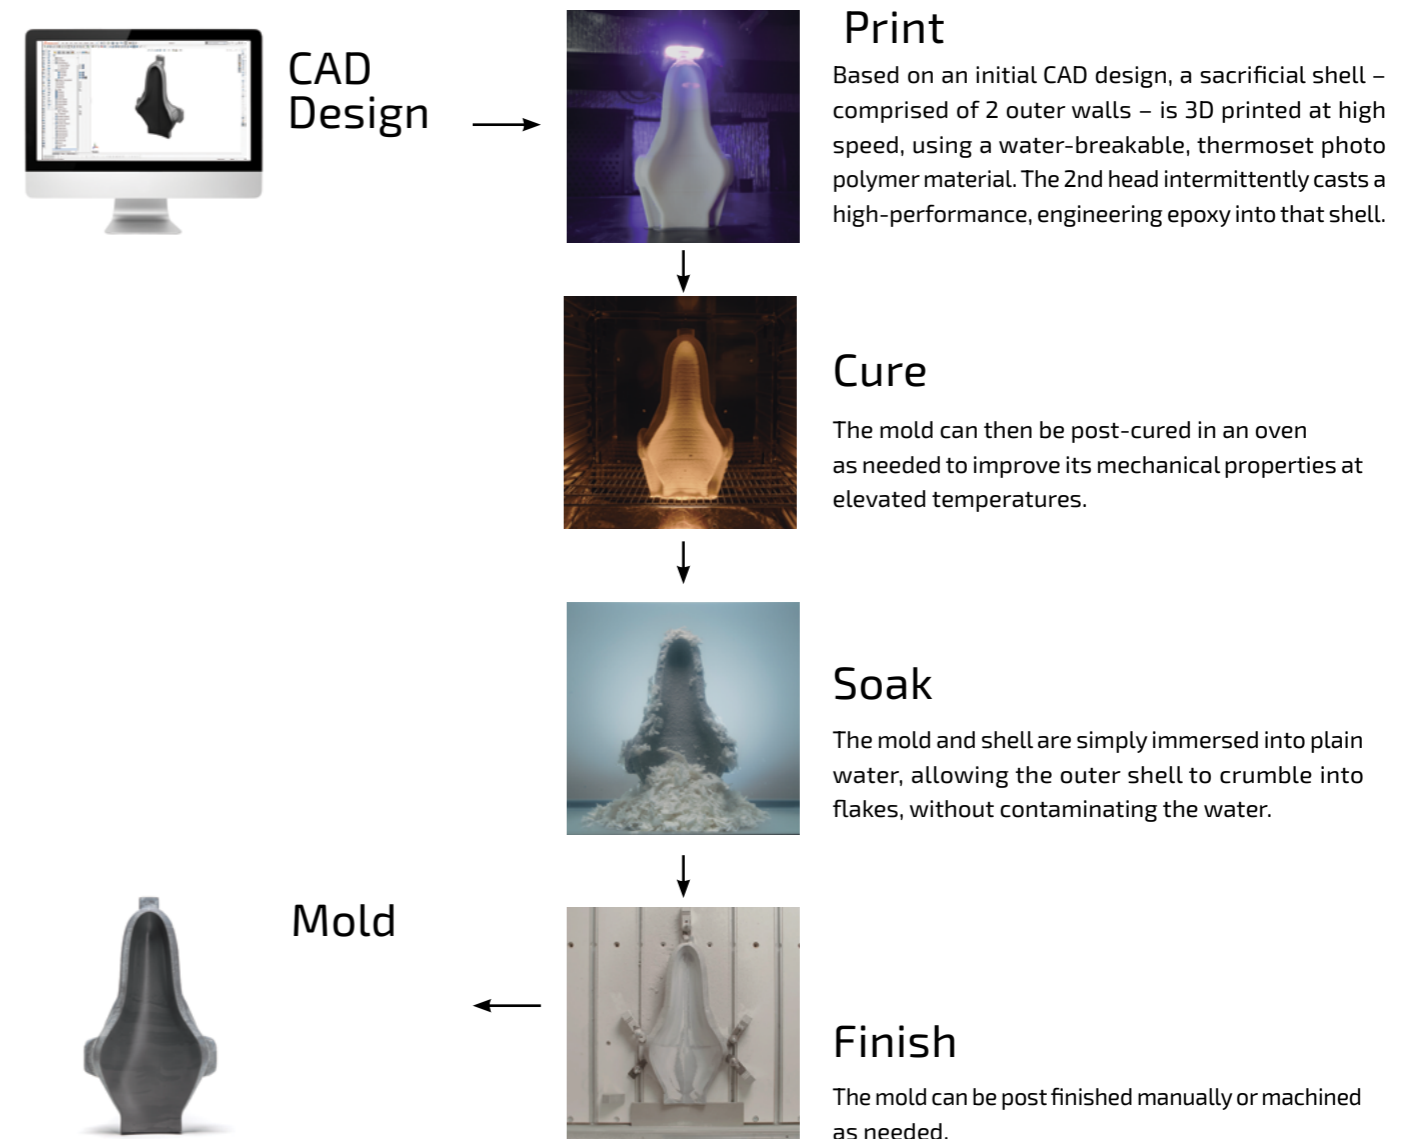 CAD
Design
Print
Based on an initial CAD design, a sacrificial shell –
comprised of 2 outer walls – is 3D printed at high
speed, using a water-breakable, thermoset photo
polymer material. The 2nd head intermittently casts a
high-performance, engineering epoxy into that shell.
Cure
The mold can then be post-cured in an oven
as needed to improve its mechanical properties at
elevated temperatures.
Soak
The mold and shell are simply immersed into plain
water, allowing the outer shell to crumble into
flakes, without contaminating the water.
Finish
The mold can be post finished manually or machined
as needed.
Mold